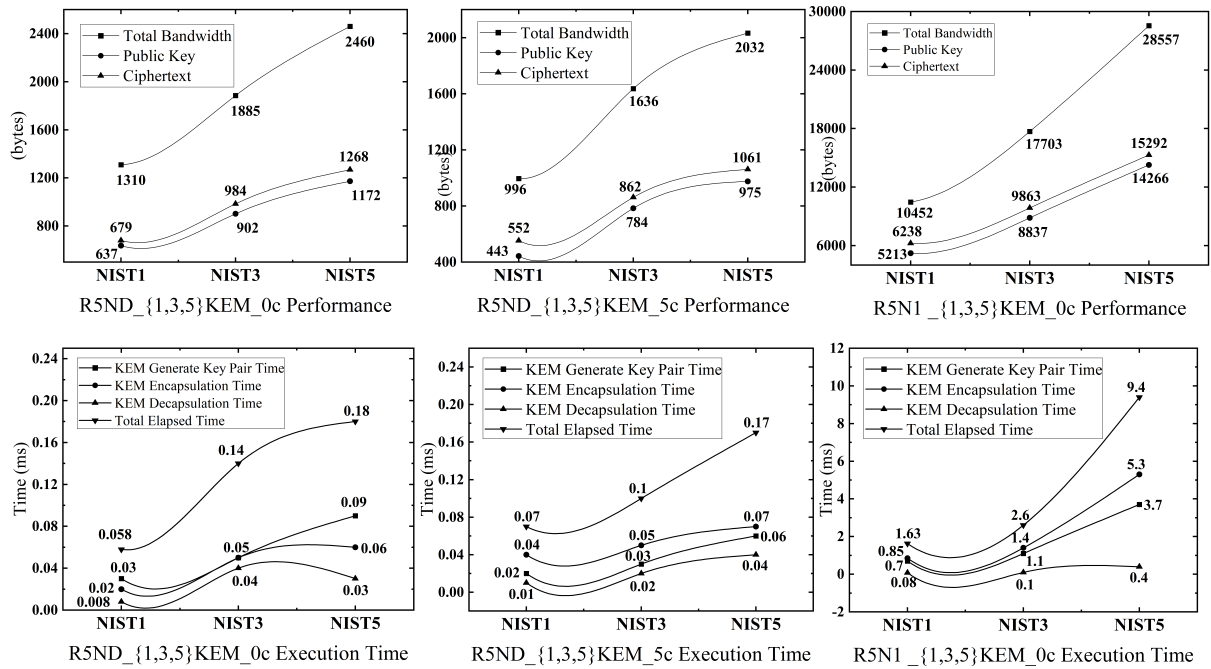 2400
2000
1600
1200
800
(bytes)
Total Bandwidth
Public Key
Ciphertext
2460
1885
1310
1268
984
679
1172
902
637
NIST1 NIST3 NIST5
R5ND_{1,3,5}KEM_0c Performance
2000
1600
1200
800
400
(bytes)
Total Bandwidth
Public Key
Ciphertext
2032
1636
996
1061
862
552
975
784
443
NIST1 NIST3 NIST5
R5ND_{1,3,5}KEM_5c Performance
30000
24000
18000
12000
6000
(bytes)
Total Bandwidth
Public Key
Ciphertext
28557
17703
10452
15292
9863
6238
14266
8837
5213
NIST1 NIST3 NIST5
R5N1 _{1,3,5}KEM_0c Performance
0.24
0.20
0.16
0.12
0.08
0.04
0.00
Time (ms)
KEM Generate Key Pair Time
KEM Encapsulation Time
KEM Decapsulation Time
Total Elapsed Time
0.18
0.14
0.058
0.09
0.05
0.03
0.06
0.02
0.04
0.03
0.008
NIST1 NIST3 NIST5
R5ND_{1,3,5}KEM_0c Execution Time
0.24
0.20
0.16
0.12
0.08
0.04
0.00
Time (ms)
KEM Generate Key Pair Time
KEM Encapsulation Time
KEM Decapsulation Time
Total Elapsed Time
0.17
0.1
0.07
0.07
0.05
0.04
0.06
0.03
0.02
0.04
0.02
0.01
NIST1 NIST3 NIST5
R5ND_{1,3,5}KEM_5c Execution Time
12
10
8
6
4
2
0
-2
Time (ms)
KEM Generate Key Pair Time
KEM Encapsulation Time
KEM Decapsulation Time
Total Elapsed Time
9.4
2.6
1.63
5.3
1.4
0.85
3.7
1.1
0.7
0.4
0.1
0.08
NIST1 NIST3 NIST5
R5N1 _{1,3,5}KEM_0c Execution Time